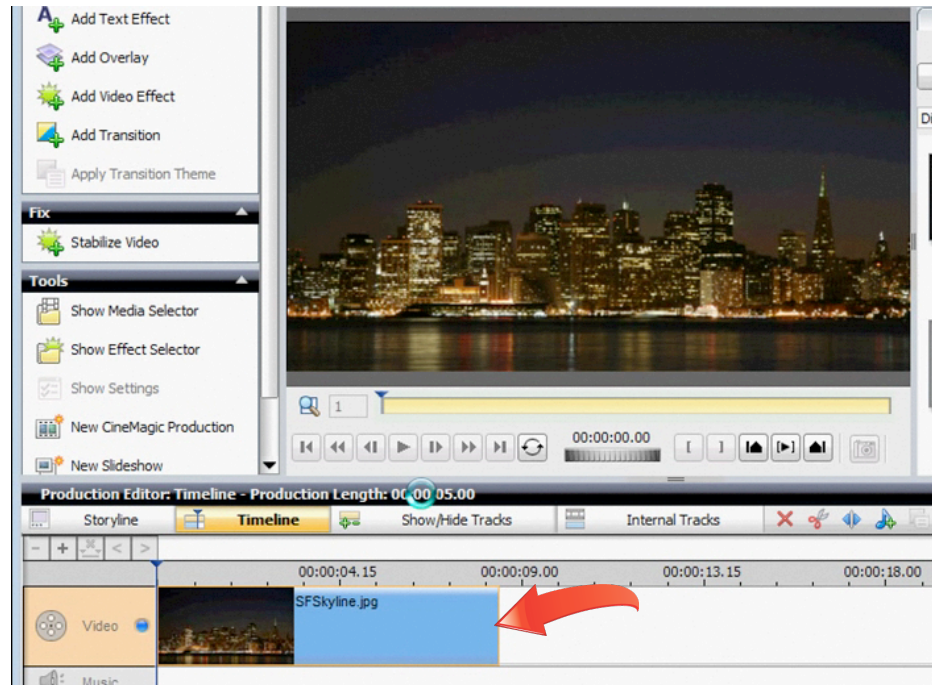 Add Text Effect
Add Overlay
Add Video Effect
Add Transition
Apply Transition Theme
Fix
Stabilize Video
Tools
Show Media Selector
Show Effect Selector
Show Settings
New CineMagic Production
New Slideshow
Di
1
00:00:00.00
[ ]
Production Editor: Timeline - Production Length: 00:00:05.00
Storyline
Timeline
Show/Hide Tracks
Internal Tracks
- + < >
00:00:04.15 00:00:09.00 00:00:13.15 00:00:18.00
Video
SFSkyline.jpg
Music